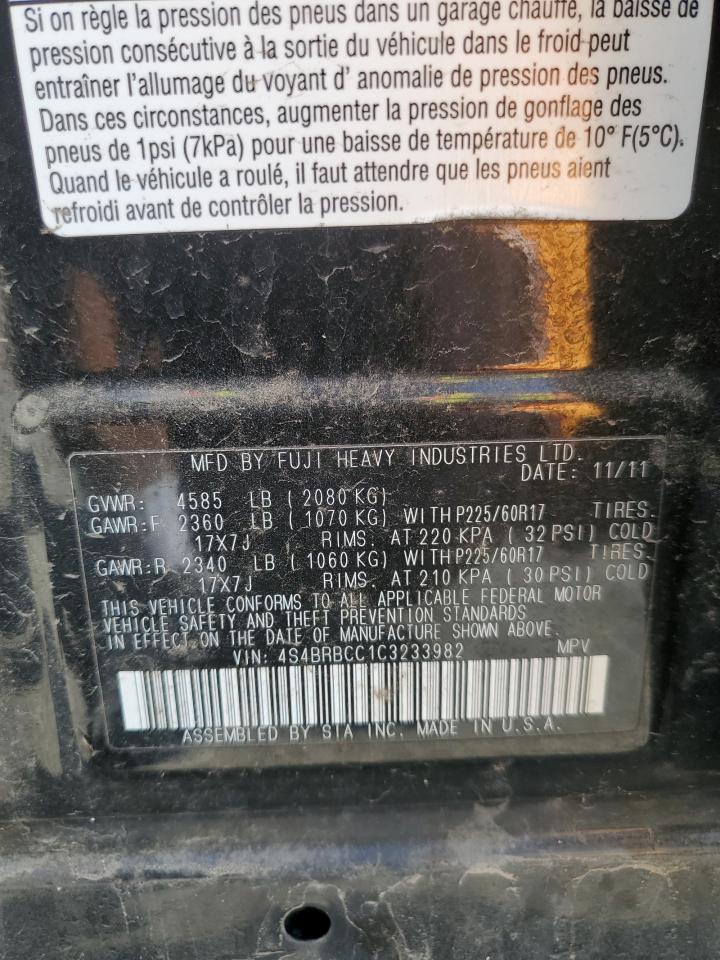 Si on règle la pression des pneus dans un garage chauffé, la baisse de
pression consécutive à la sortie du véhicule dans le froid peut
entraîner l'allumage du voyant d' anomalie de pression des pneus.
Dans ces circonstances, augmenter la pression de gonflage des
pneus de 1psi (7kPa) pour une baisse de température de 10° F(5°C).
Quand le véhicule a roulé, il faut attendre que les pneus aient
refroidi avant de contrôler la pression.
MFD BY FUJI HEAVY INDUSTRIES LTD.
DATE: 11/11
GVWR: 4585 LB ( 2080 KG)
GAWR:F 2360 LB ( 1070 KG) WITH P225/60R17 TIRES.
17X7J RIMS. AT 220 KPA ( 32 PSI) COLD
GAWR:R 2340 LB ( 1060 KG) WITH P225/60R17 TIRES.
17X7J RIMS. AT 210 KPA ( 30 PSI) COLD
THIS VEHICLE CONFORMS TO ALL APPLICABLE FEDERAL MOTOR
VEHICLE SAFETY AND THEFT PREVENTION STANDARDS
IN EFFECT ON THE DATE OF MANUFACTURE SHOWN ABOVE.
VIN: 4S4BRBCC1C3233982 MPV
ASSEMBLED BY SIA INC. MADE IN U.S.A.